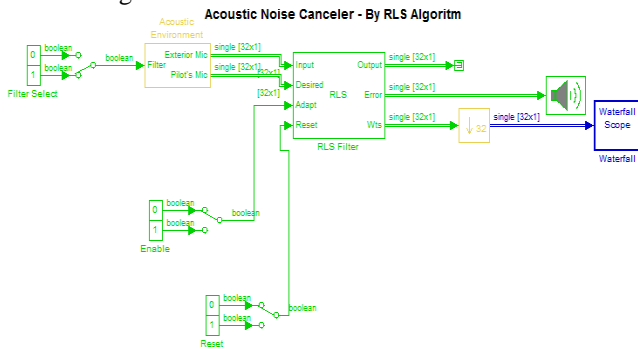 Acoustic Noise Canceler - By RLS Algoritm
Acoustic
Environment
boolean
0
boolean
1
boolean
Filter Select
Filter
Exterior Mic
Pilot's Mic
single [32x1]
single [32x1]
[32x1]
[32x1]
Input
Desired
Adapt
Reset
RLS
Output
Error
Wts
RLS Filter
single [32x1]
single [32x1]
single [32x1]
32
single [32x1]
Waterfall
Scope
Waterfall
0
boolean
1
boolean
boolean
Enable
0
boolean
1
boolean
boolean
Reset